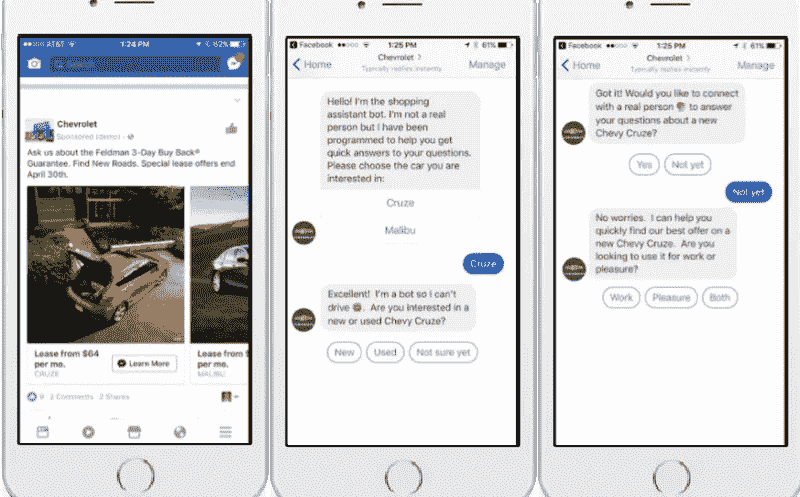 AT&T 1:24 PM 62%
Chevrolet
Sponsored (demo)
Ask us about the Feldman 3-Day Buy Back®
Guarantee. Find New Roads. Special lease offers end
April 30th.
Lease from $64
per mo.
CRUZE
Learn More
Lease fro
per mo.
MALIBU
9 2 Comments 2 Shares
Facebook 1:25 PM 61%
Home
Chevrolet
Typically replies instantly
Manage
Hello! I'm the shopping
assistant bot. I'm not a real
person but I have been
programmed to help you get
quick answers to your questions.
Please choose the car you are
interested in:
Cruze
Malibu
Cruze
Excellent! I'm a bot so I can't
drive. Are you interested in a
new or used Chevy Cruze?
New Used Not sure yet
Facebook 1:25 PM 61%
Home
Chevrolet
Typically replies instantly
Manage
Got it! Would you like to connect
with a real person to answer
your questions about a new
Chevy Cruze?
Yes Not yet
Not yet
No worries. I can help you
quickly find our best offer on a
new Chevy Cruze. Are you
looking to use it for work or
pleasure?
Work Pleasure Both